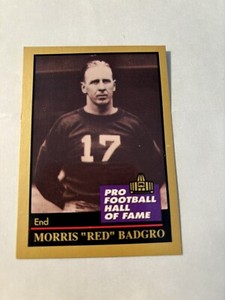 17
PRO
FOOTBALL
HALL
OF FAME
End
MORRIS "RED" BADGRO